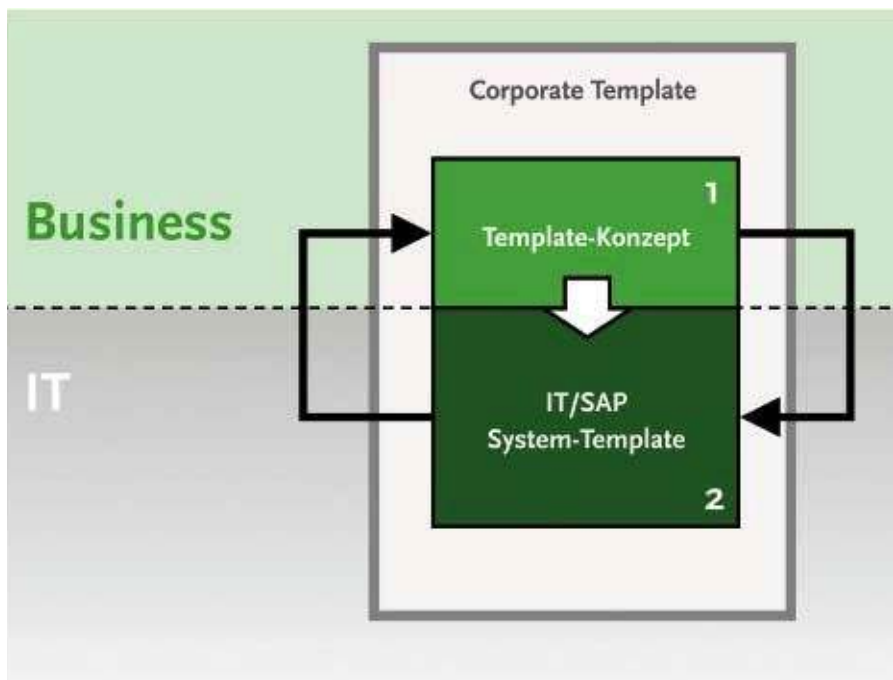 Corporate Template
1
Business
Template-Konzept
IT
IT/SAP
System-Template
2